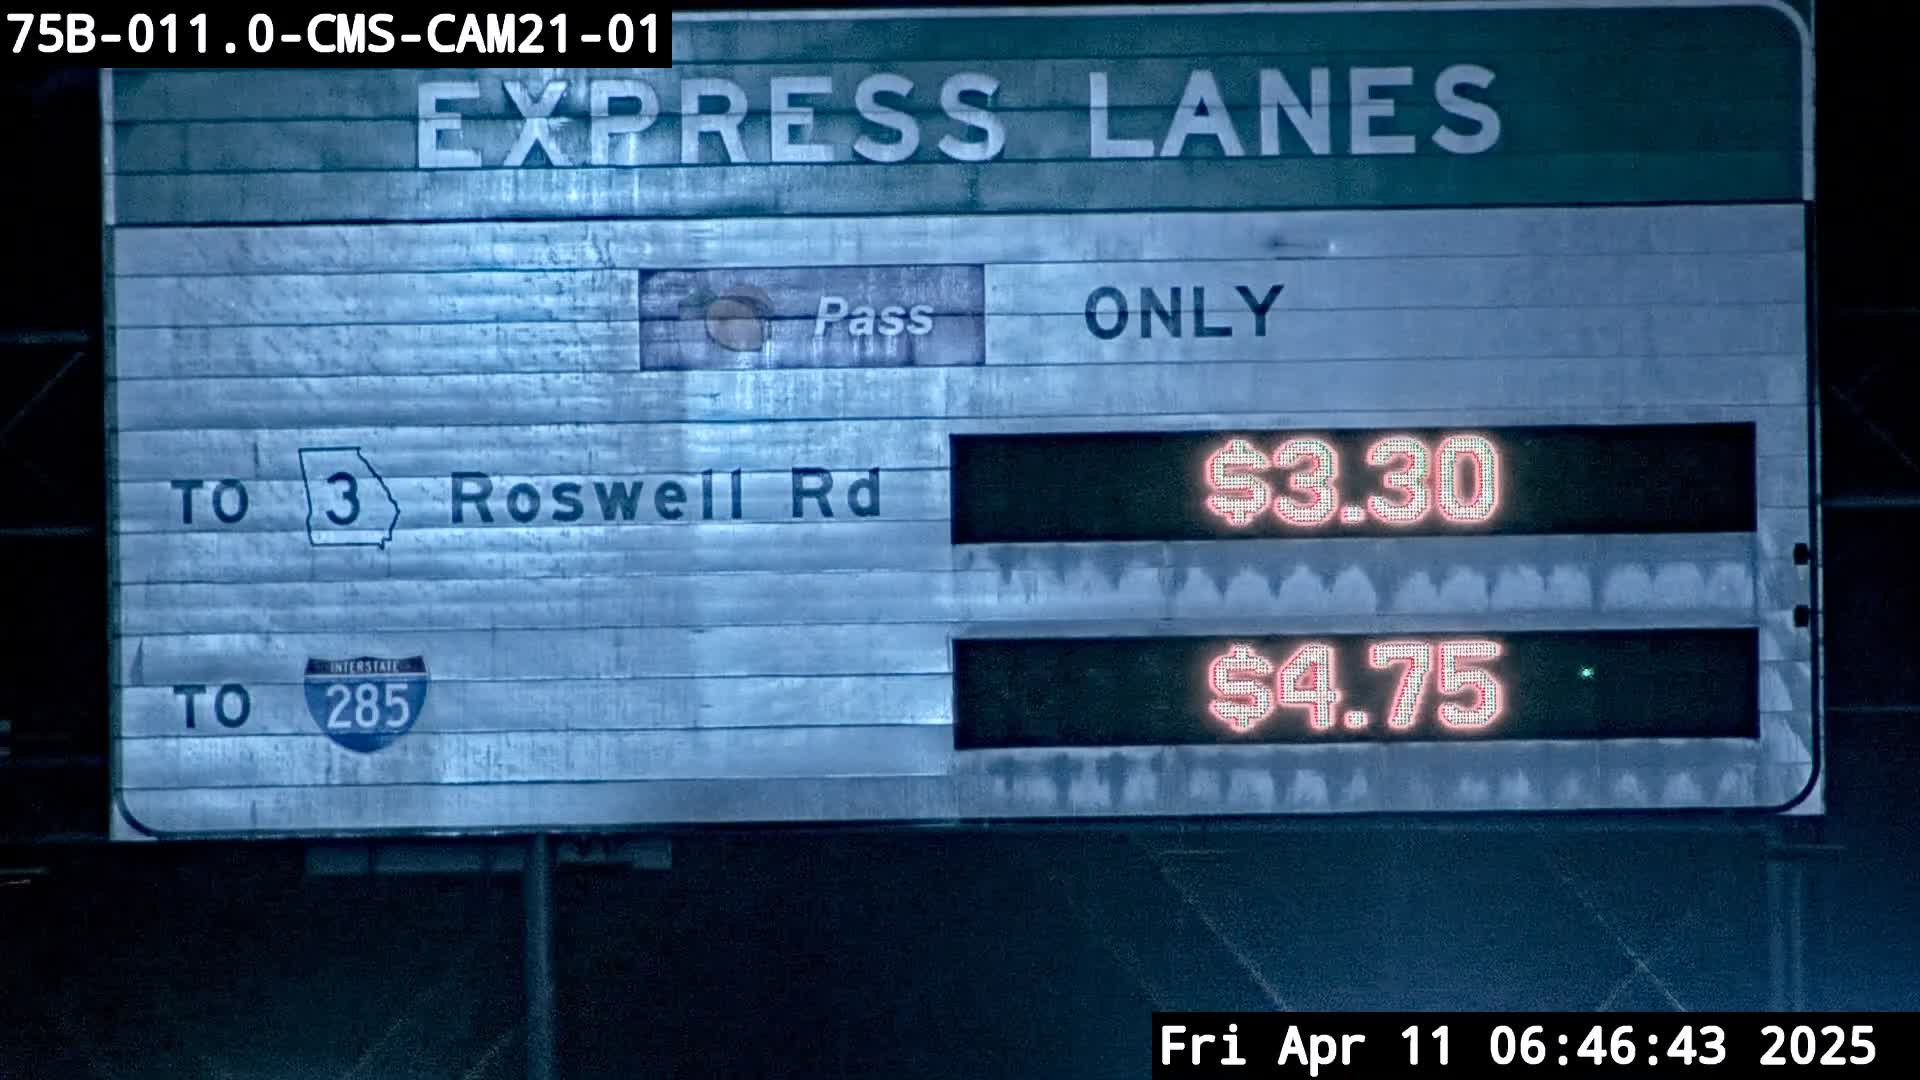 75B-011.0-CMS-CAM21-01
EXPRESS LANES
Pass ONLY
TO 3 Roswell Rd $3.30
INTERSTATE
TO 285 $4.75
Fri Apr 11 06:46:43 2025